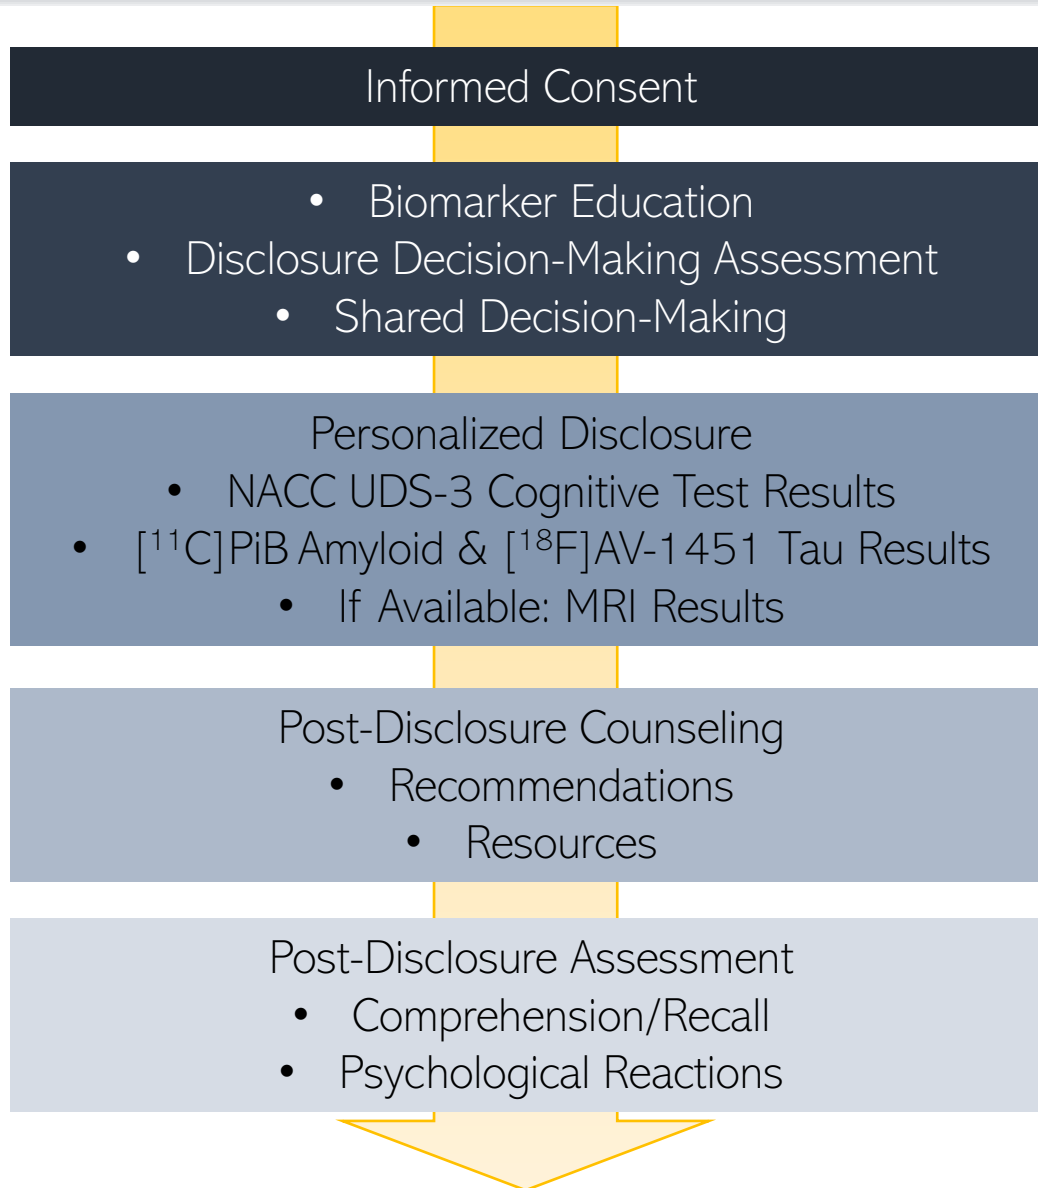 Informed Consent
• Biomarker Education
• Disclosure Decision-Making Assessment
• Shared Decision-Making
Personalized Disclosure
• NACC UDS-3 Cognitive Test Results
• [¹¹C]PiB Amyloid & [¹⁸F]AV-1451 Tau Results
• If Available: MRI Results
Post-Disclosure Counseling
• Recommendations
• Resources
Post-Disclosure Assessment
• Comprehension/Recall
• Psychological Reactions